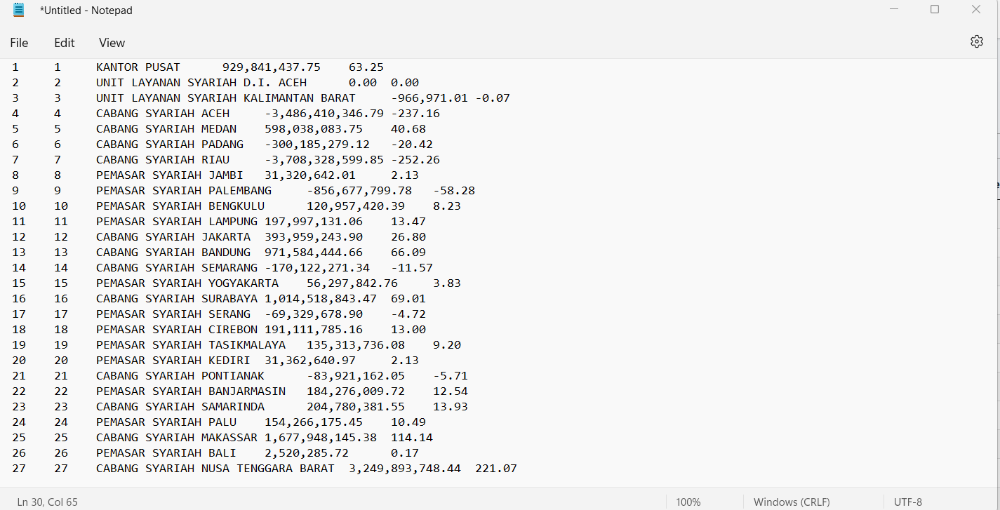 *Untitled - Notepad
File Edit View
1 1 KANTOR PUSAT 929,841,437.75 63.25
2 2 UNIT LAYANAN SYARIAH D.I. ACEH 0.00 0.00
3 3 UNIT LAYANAN SYARIAH KALIMANTAN BARAT -966,971.01 -0.07
4 4 CABANG SYARIAH ACEH -3,486,410,346.79 -237.16
5 5 CABANG SYARIAH MEDAN 598,038,083.75 40.68
6 6 CABANG SYARIAH PADANG -300,185,279.12 -20.42
7 7 CABANG SYARIAH RIAU -3,708,328,599.85 -252.26
8 8 PEMASAR SYARIAH JAMBI 31,320,642.01 2.13
9 9 PEMASAR SYARIAH PALEMBANG -856,677,799.78 -58.28
10 10 PEMASAR SYARIAH BENGKULU 120,957,420.39 8.23
11 11 PEMASAR SYARIAH LAMPUNG 197,997,131.06 13.47
12 12 CABANG SYARIAH JAKARTA 393,959,243.90 26.80
13 13 CABANG SYARIAH BANDUNG 971,584,444.66 66.09
14 14 CABANG SYARIAH SEMARANG -170,122,271.34 -11.57
15 15 PEMASAR SYARIAH YOGYAKARTA 56,297,842.76 3.83
16 16 CABANG SYARIAH SURABAYA 1,014,518,843.47 69.01
17 17 PEMASAR SYARIAH SERANG -69,329,678.90 -4.72
18 18 PEMASAR SYARIAH CIREBON 191,111,785.16 13.00
19 19 PEMASAR SYARIAH TASIKMALAYA 135,313,736.08 9.20
20 20 PEMASAR SYARIAH KEDIRI 31,362,640.97 2.13
21 21 CABANG SYARIAH PONTIANAK -83,921,162.05 -5.71
22 22 PEMASAR SYARIAH BANJARMASIN 184,276,009.72 12.54
23 23 CABANG SYARIAH SAMARINDA 204,780,381.55 13.93
24 24 PEMASAR SYARIAH PALU 154,266,175.45 10.49
25 25 CABANG SYARIAH MAKASSAR 1,677,948,145.38 114.14
26 26 PEMASAR SYARIAH BALI 2,520,285.72 0.17
27 27 CABANG SYARIAH NUSA TENGGARA BARAT 3,249,893,748.44 221.07
Ln 30, Col 65 100% Windows (CRLF) UTF-8